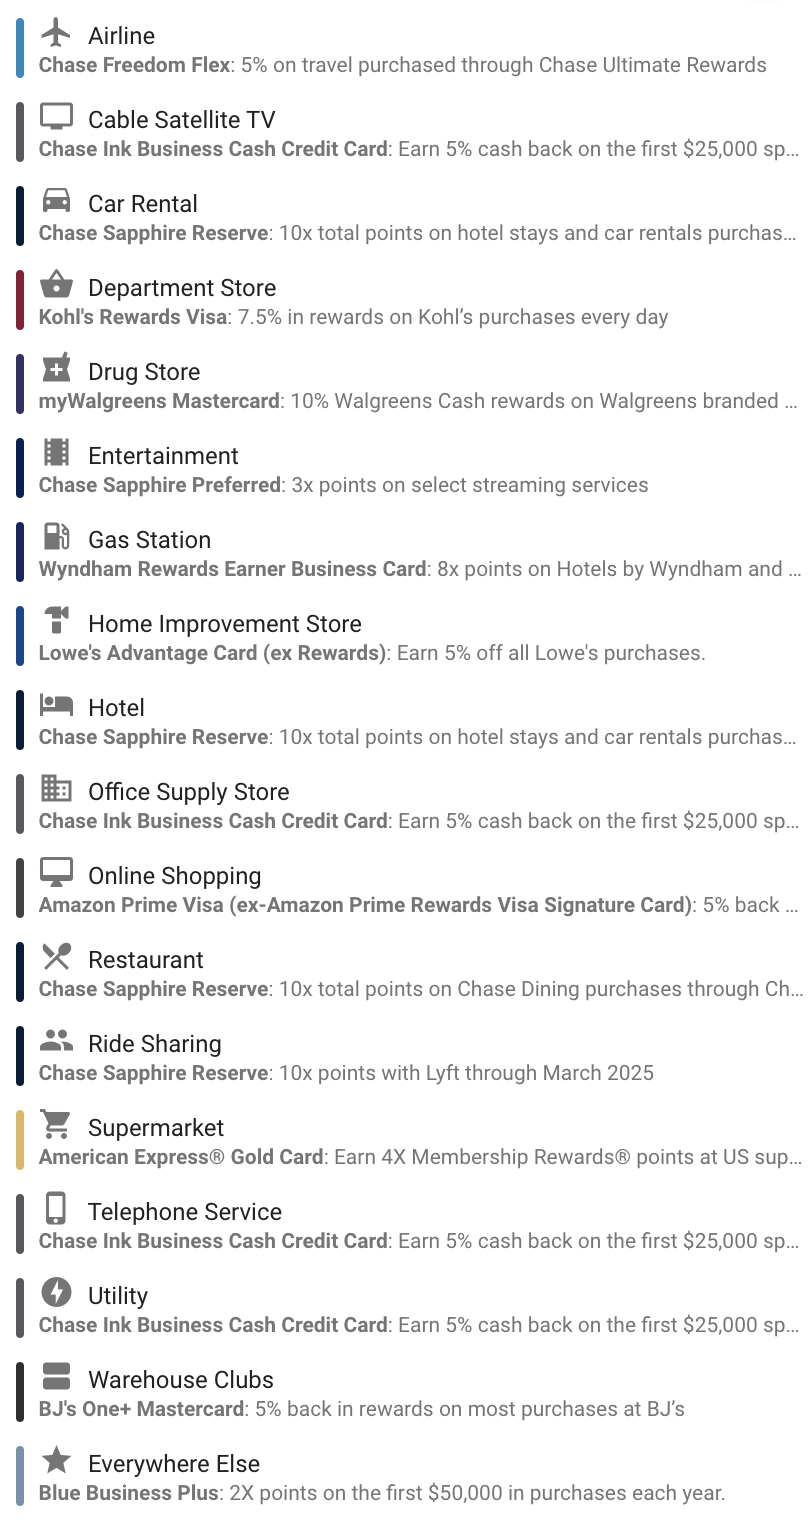 Airline
Chase Freedom Flex: 5% on travel purchased through Chase Ultimate Rewards
Cable Satellite TV
Chase Ink Business Cash Credit Card: Earn 5% cash back on the first $25,000 sp...
Car Rental
Chase Sapphire Reserve: 10x total points on hotel stays and car rentals purchas...
Department Store
Kohl's Rewards Visa: 7.5% in rewards on Kohl’s purchases every day
Drug Store
myWalgreens Mastercard: 10% Walgreens Cash rewards on Walgreens branded ...
Entertainment
Chase Sapphire Preferred: 3x points on select streaming services
Gas Station
Wyndham Rewards Earner Business Card: 8x points on Hotels by Wyndham and ...
Home Improvement Store
Lowe's Advantage Card (ex Rewards): Earn 5% off all Lowe's purchases.
Hotel
Chase Sapphire Reserve: 10x total points on hotel stays and car rentals purchas...
Office Supply Store
Chase Ink Business Cash Credit Card: Earn 5% cash back on the first $25,000 sp...
Online Shopping
Amazon Prime Visa (ex-Amazon Prime Rewards Visa Signature Card): 5% back ...
Restaurant
Chase Sapphire Reserve: 10x total points on Chase Dining purchases through Ch...
Ride Sharing
Chase Sapphire Reserve: 10x points with Lyft through March 2025
Supermarket
American Express® Gold Card: Earn 4X Membership Rewards® points at US sup...
Telephone Service
Chase Ink Business Cash Credit Card: Earn 5% cash back on the first $25,000 sp...
Utility
Chase Ink Business Cash Credit Card: Earn 5% cash back on the first $25,000 sp...
Warehouse Clubs
BJ's One+ Mastercard: 5% back in rewards on most purchases at BJ’s
Everywhere Else
Blue Business Plus: 2X points on the first $50,000 in purchases each year.